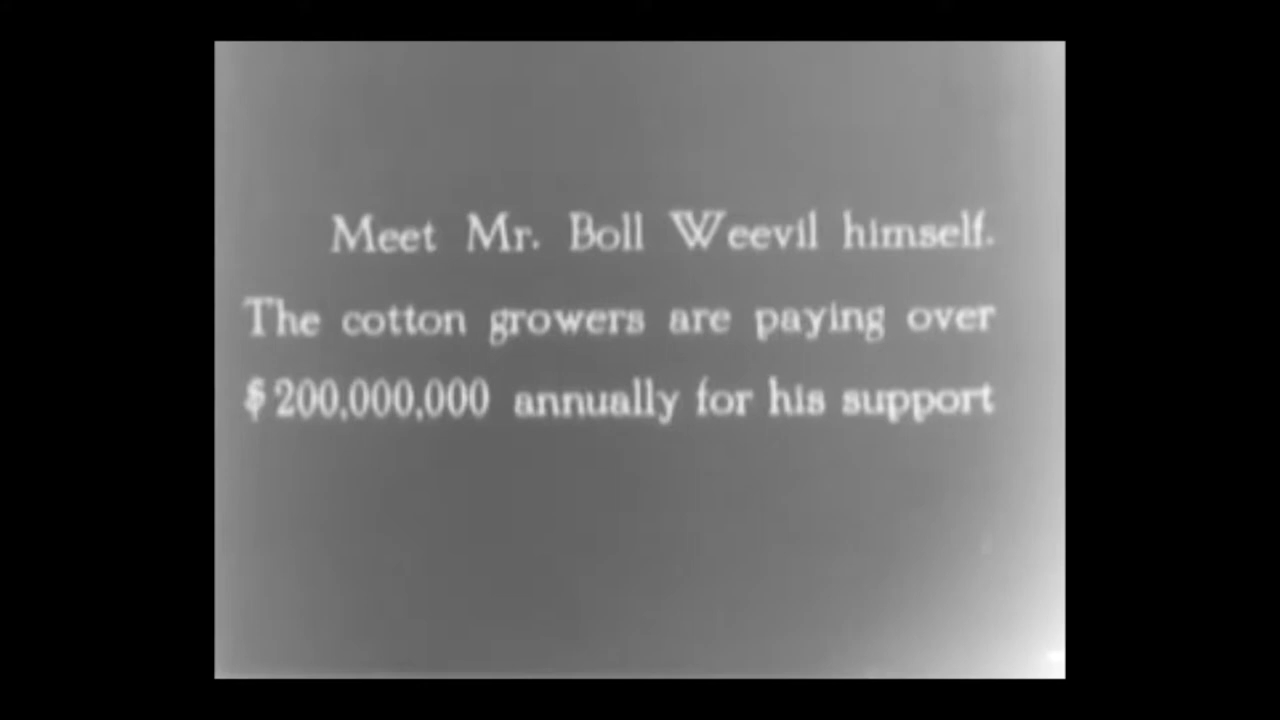 Meet Mr. Boll Weevil himself.
The cotton growers are paying over
$200,000,000 annually for his support